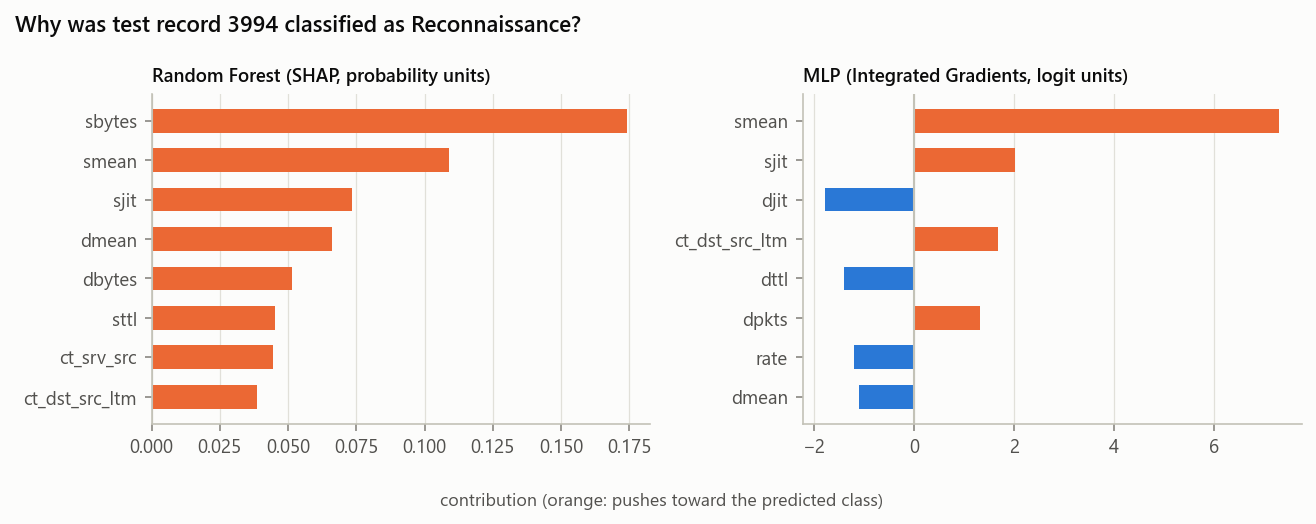 Why was test record 3994 classified as Reconnaissance?
Random Forest (SHAP, probability units)
sbytes
smean
sjit
dmean
dbytes
sttl
ct_srv_src
ct_dst_src_ltm
0.000 0.025 0.050 0.075 0.100 0.125 0.150 0.175
MLP (Integrated Gradients, logit units)
smean
sjit
djit
ct_dst_src_ltm
dttl
dpkts
rate
dmean
−2 0 2 4 6
contribution (orange: pushes toward the predicted class)